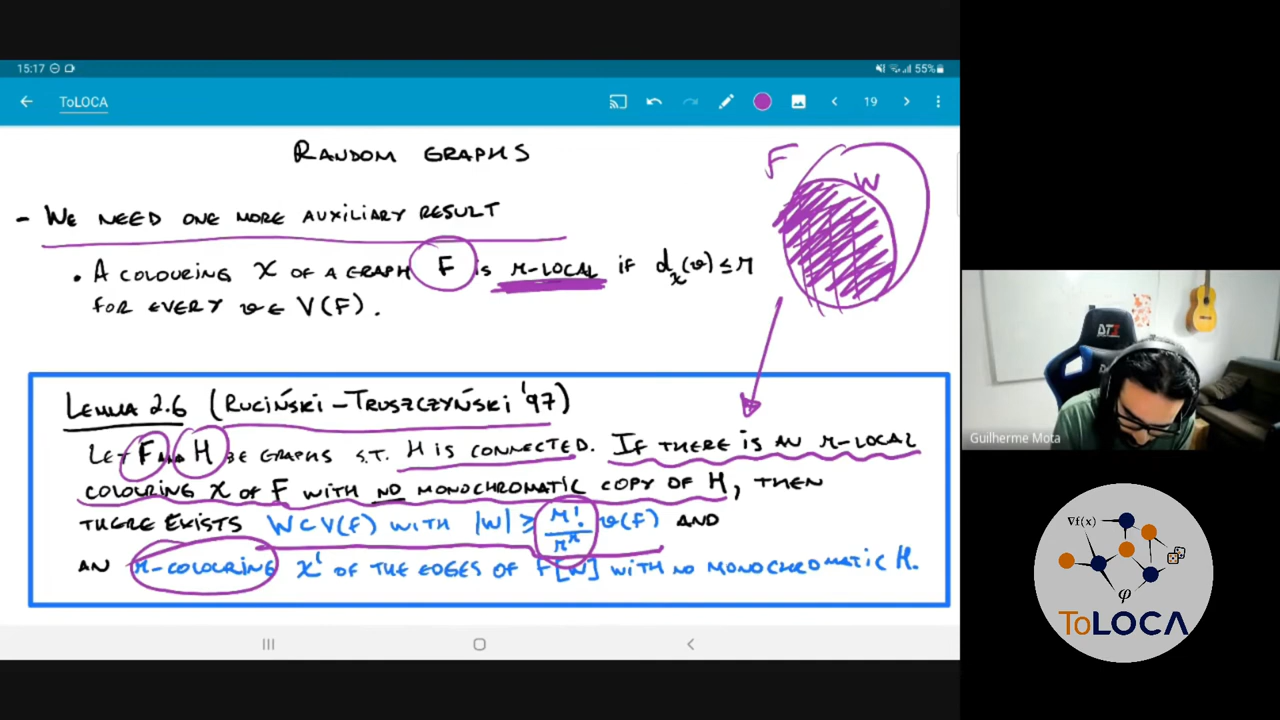 15:17
55%
ToLOCA
19
RANDOM GRAPHS
F
W
- WE NEED ONE MORE AUXILIARY RESULT
• A COLOURING χ OF A GRAPH F IS r-LOCAL IF d_χ(v) ≤ r
FOR EVERY v ∈ V(F).
LEMMA 2.6 (RUCIŃSKI - TRUSZCZYŃSKI '97)
LET F AND H BE GRAPHS S.T. H IS CONNECTED. IF THERE IS AN r-LOCAL
COLOURING χ OF F WITH NO MONOCHROMATIC COPY OF H, THEN
THERE EXISTS W ⊂ V(F) WITH |W| ≥ r!/r^r v(F) AND
AN r-COLOURING χ' OF THE EDGES OF F[W] WITH NO MONOCHROMATIC H.
DTS
Guilherme Mota
∇f(x)
φ
ToLOCA